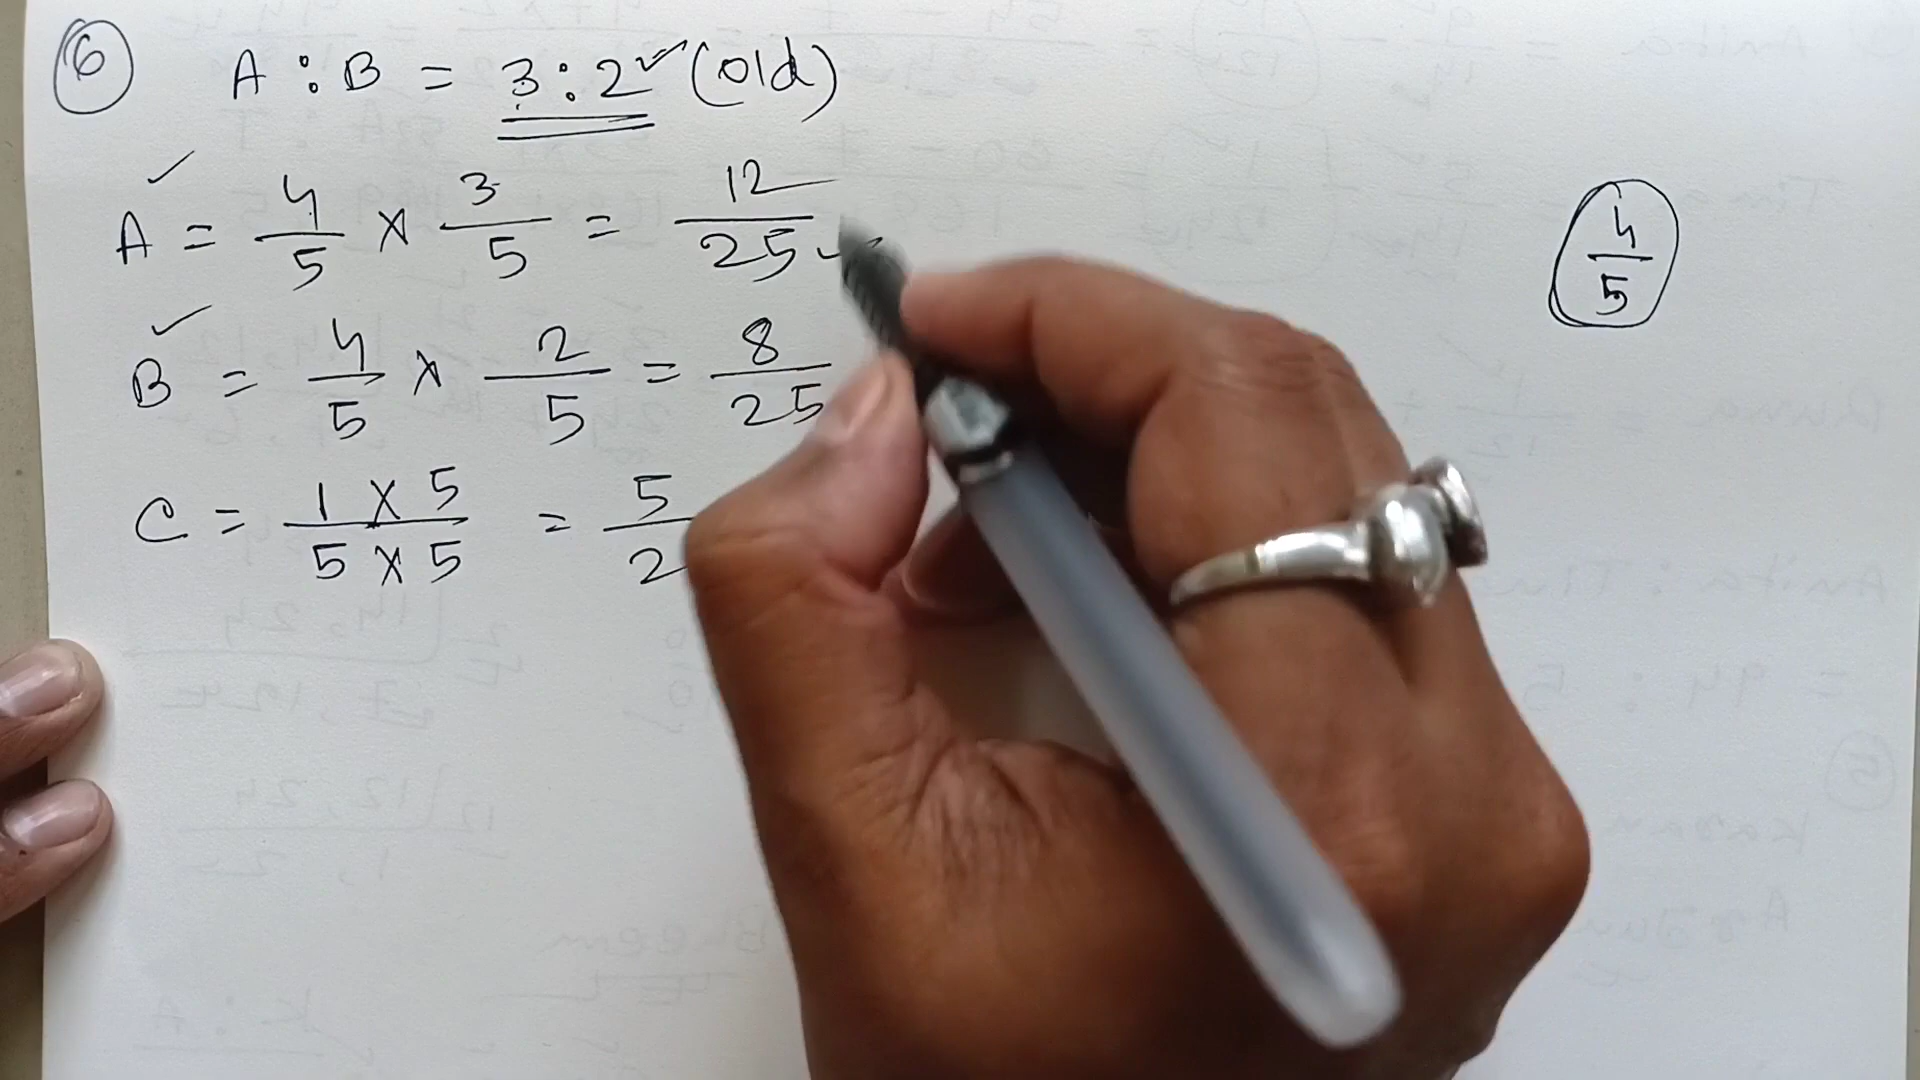 6 A : B = 3 : 2 ✓ (old)
✓
A = 4/5 × 3/5 = 12/25 ✓
4/5
✓
B = 4/5 × 2/5 = 8/25
C = 1 × 5 / 5 × 5 = 5/2